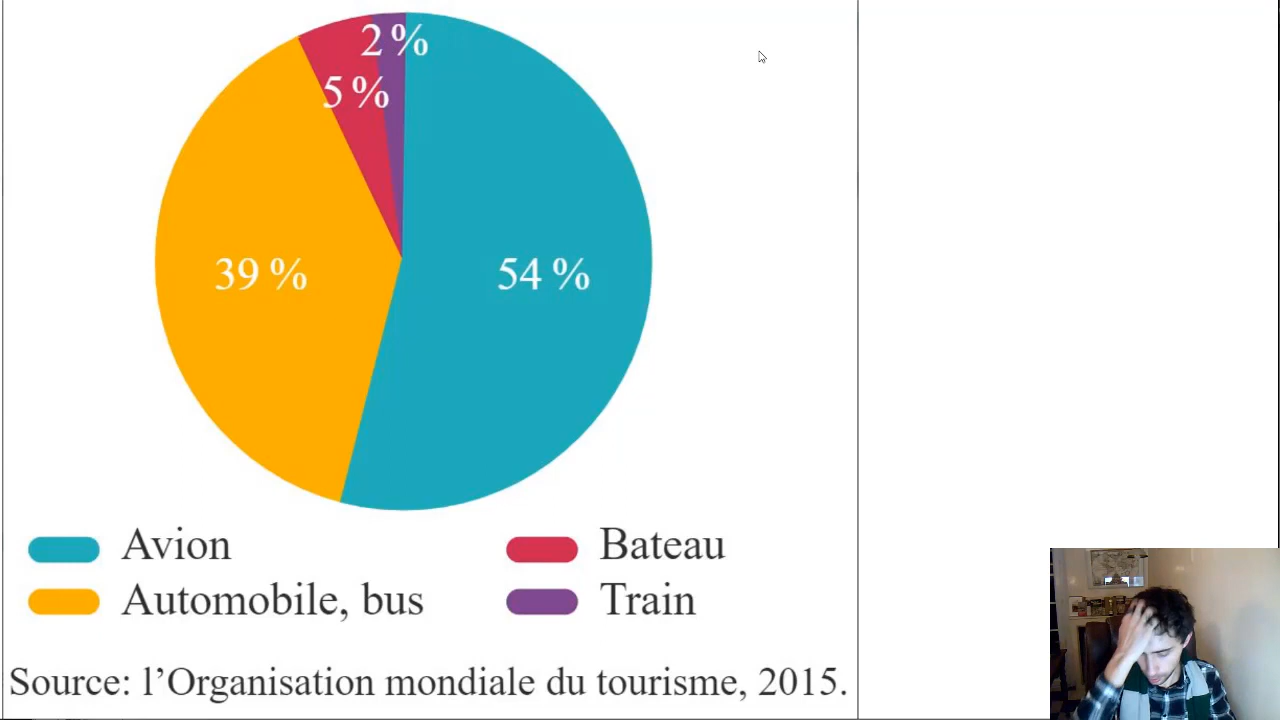 2 %
5 %
39 %
54 %
Avion
Bateau
Automobile, bus
Train
Source: l’Organisation mondiale du tourisme, 2015.